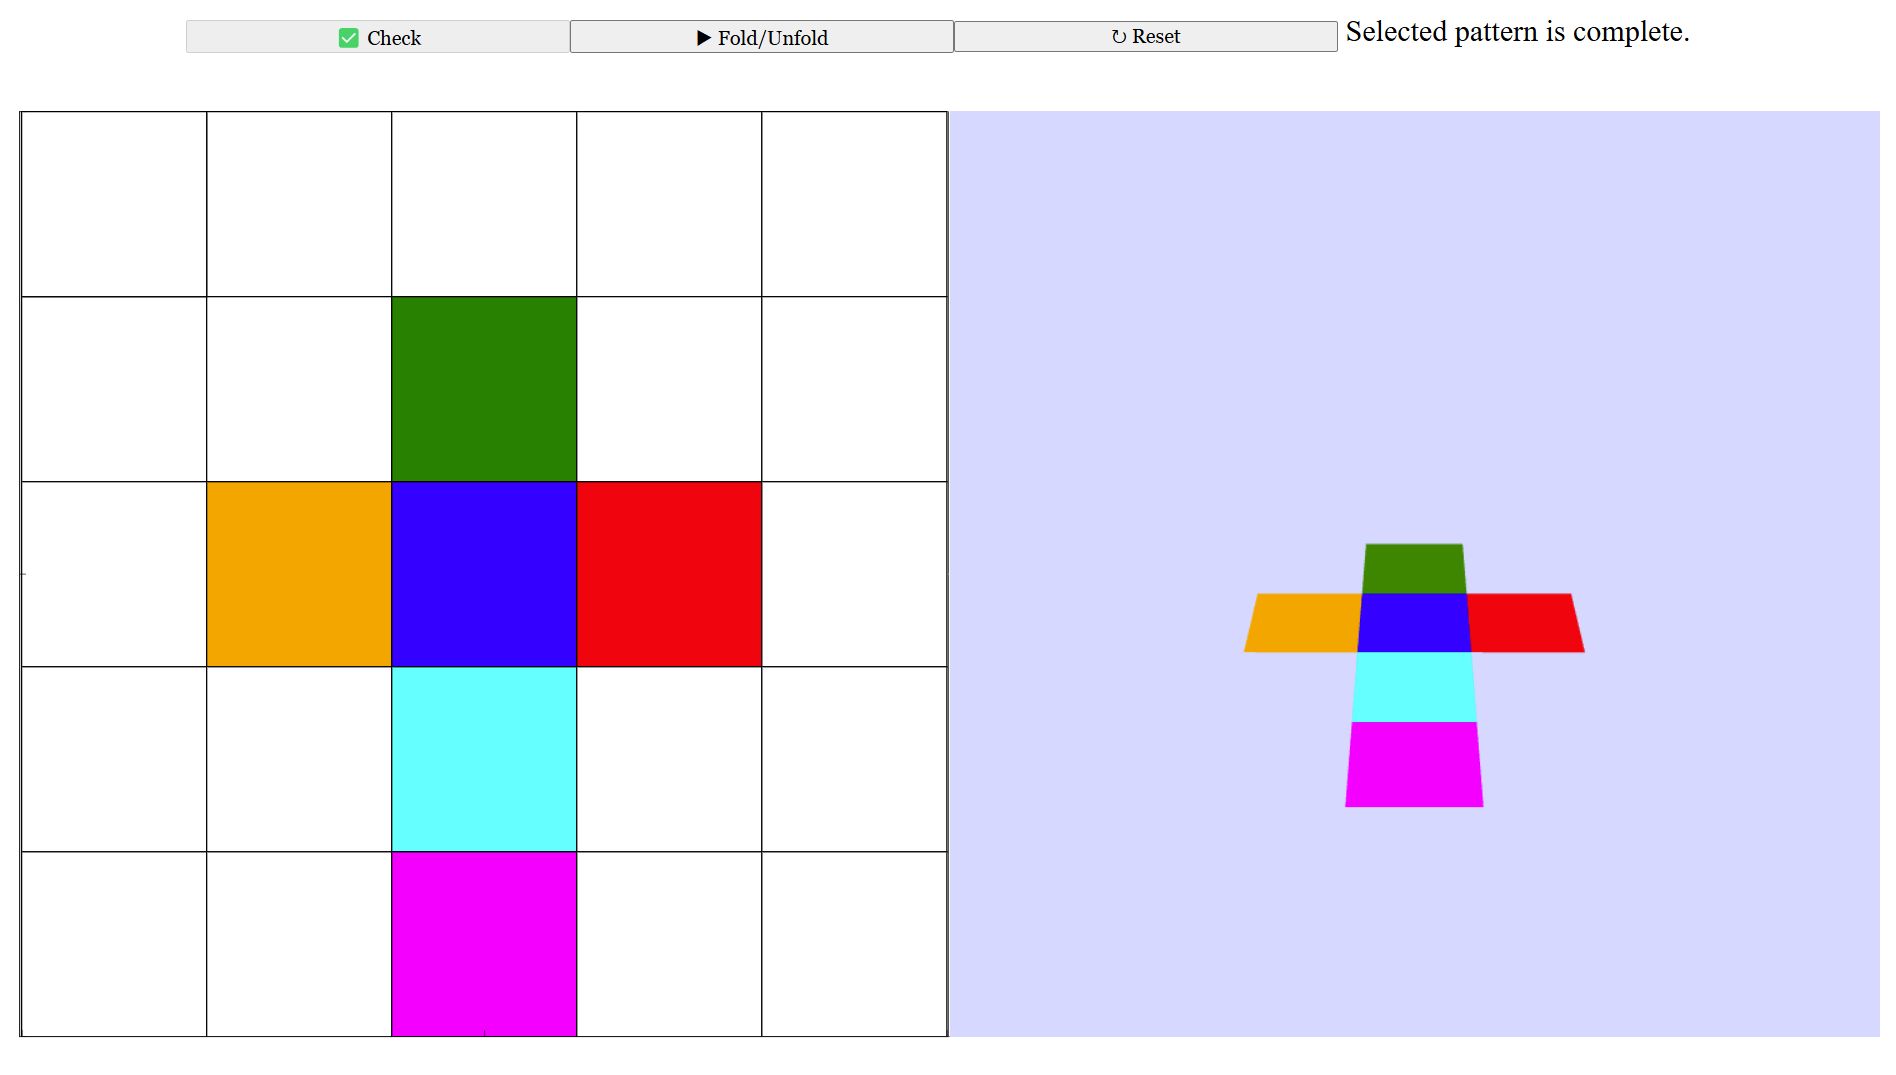 ✅ Check ▶ Fold/Unfold ↻ Reset Selected pattern is complete.